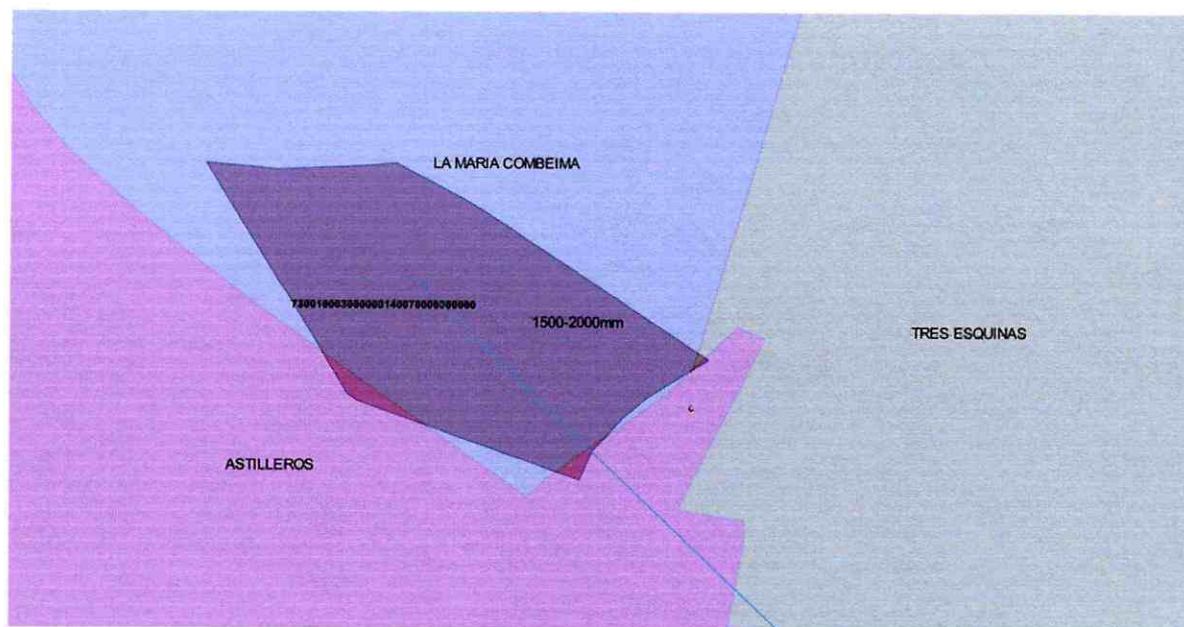 LA MARIA COMBEIMA
1500-2000mm
TRES ESQUINAS
ASTILLEROS